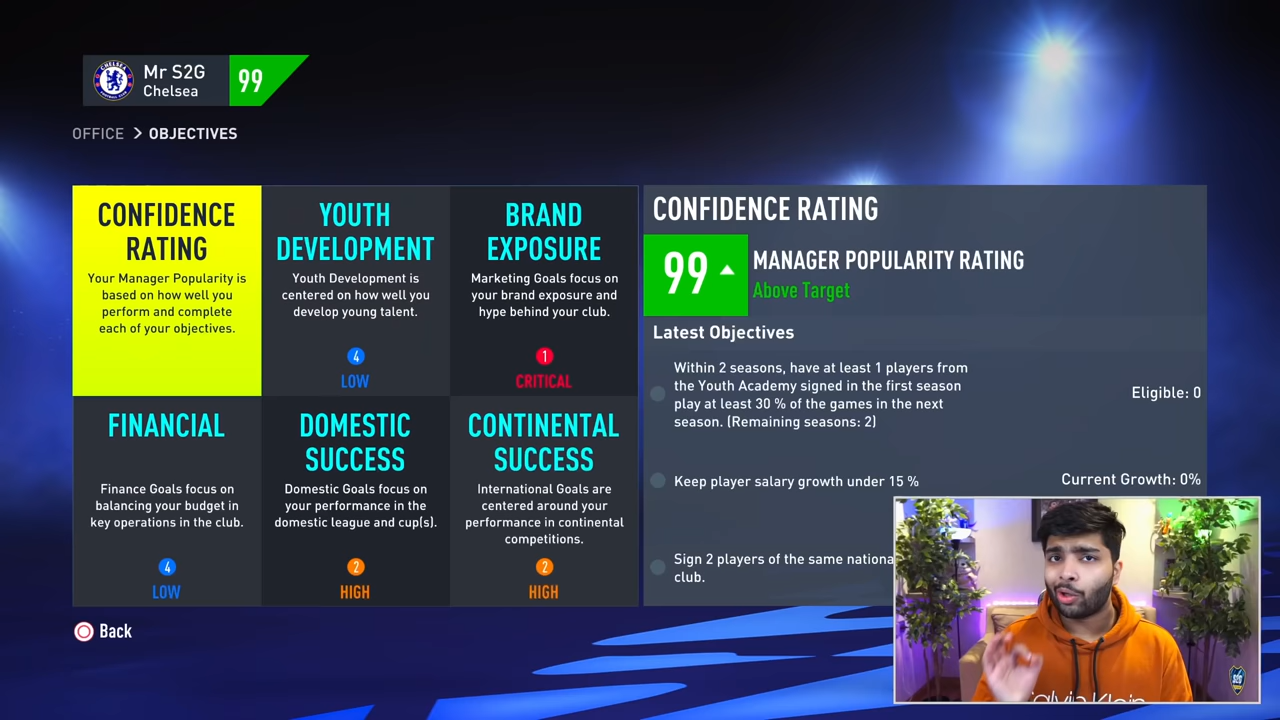 Mr S2G
Chelsea
99
OFFICE > OBJECTIVES
CONFIDENCE
RATING
Your Manager Popularity is
based on how well you
perform and complete
each of your objectives.
YOUTH
DEVELOPMENT
Youth Development is
centered on how well you
develop young talent.
4
LOW
BRAND
EXPOSURE
Marketing Goals focus on
your brand exposure and
hype behind your club.
1
CRITICAL
FINANCIAL
Finance Goals focus on
balancing your budget in
key operations in the club.
4
LOW
DOMESTIC
SUCCESS
Domestic Goals focus on
your performance in the
domestic league and cup(s).
2
HIGH
CONTINENTAL
SUCCESS
International Goals are
centered around your
performance in continental
competitions.
2
HIGH
CONFIDENCE RATING
99
MANAGER POPULARITY RATING
Above Target
Latest Objectives
Within 2 seasons, have at least 1 players from
the Youth Academy signed in the first season
play at least 30 % of the games in the next
season. (Remaining seasons: 2)
Eligible: 0
Keep player salary growth under 15 %
Current Growth: 0%
Sign 2 players of the same nationa
club.
Back
Calvin Klein